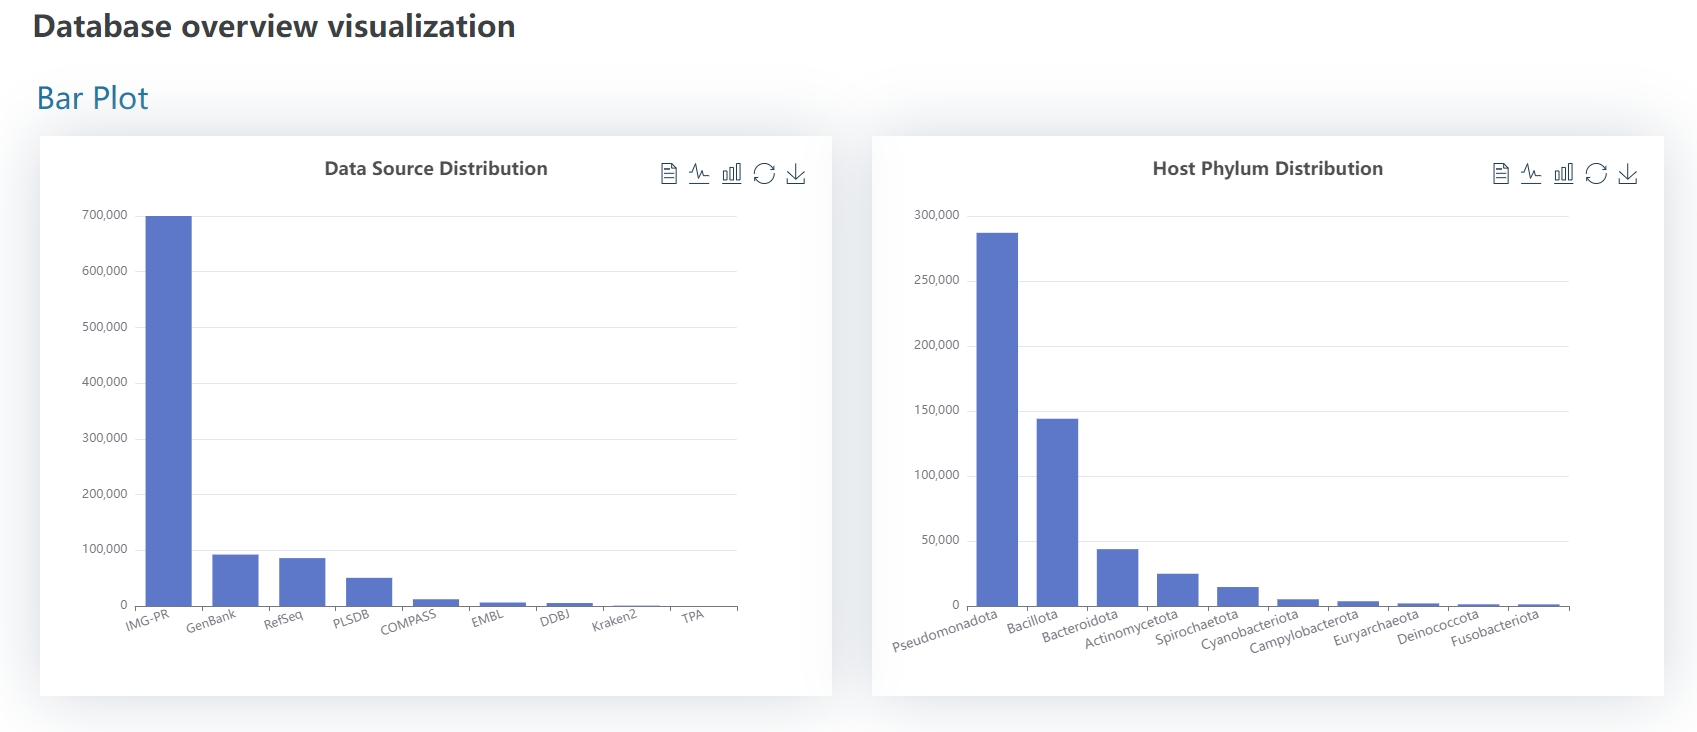 Database overview visualization
Bar Plot
Data Source Distribution
700,000
600,000
500,000
400,000
300,000
200,000
100,000
0
IMG-PR
GenBank
RefSeq
PLSDB
COMPASS
EMBL
DDBJ
Kraken2
TPA
Host Phylum Distribution
300,000
250,000
200,000
150,000
100,000
50,000
0
Pseudomonadota
Bacillota
Bacteroidota
Actinomycetota
Spirochaetota
Cyanobacteriota
Campylobacterota
Euryarchaeota
Deinococcota
Fusobacteriota